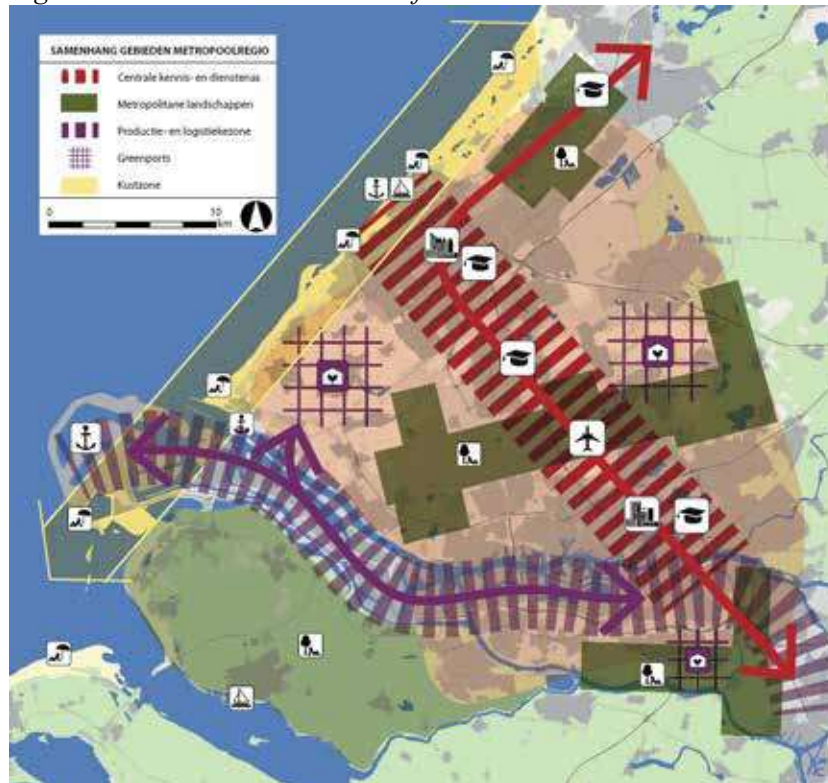 SAMENHANG GEBIEDEN METROPOOLREGIO
Centrale kennis- en dienstenas
Metropolitane landschappen
Productie- en logistiekezone
Greenports
Kustzone
0 10
km